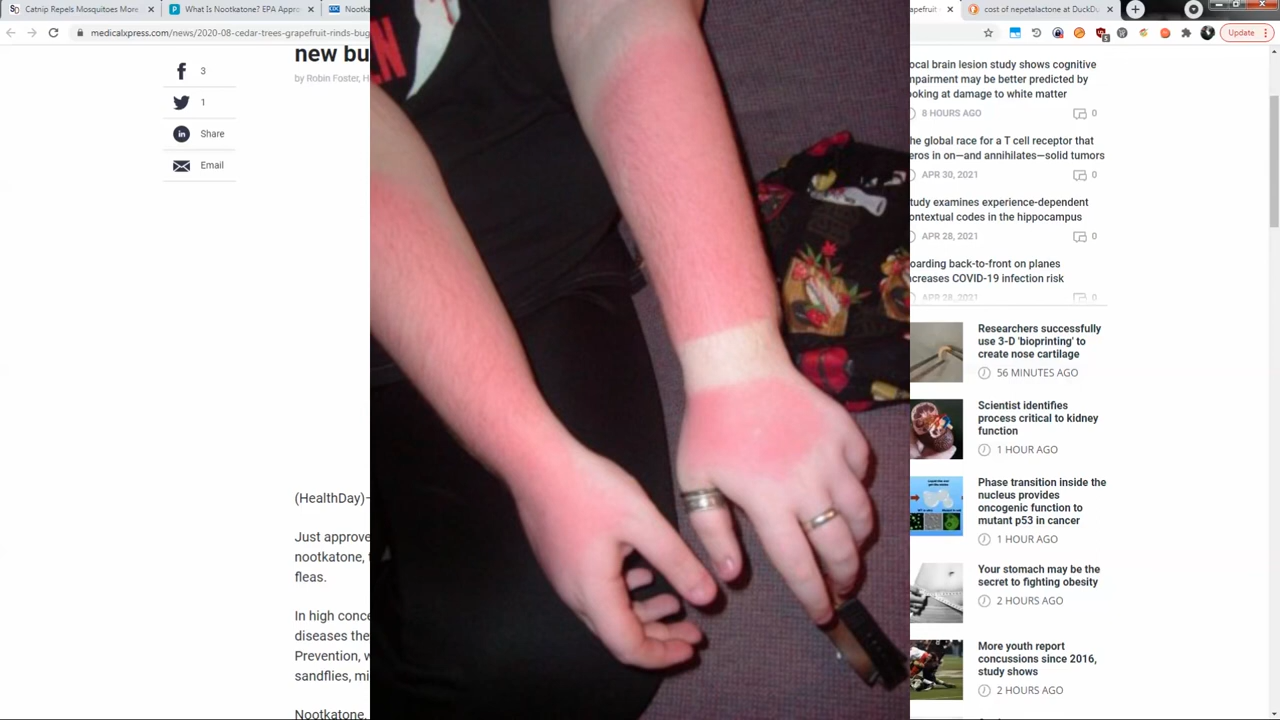 Catnip Repels Mosquitoes More
What Is Nootkatone? EPA Appro
CDC
cost of nepetalactone at DuckDu
medicalxpress.com/news/2020-08-cedar-trees-grapefruit-rinds-bug
Update
new bu
by Robin Foster, H
3
1
Share
Email
(HealthDay)
Just approve
nootkatone,
fleas.
In high conce
diseases the
Prevention, w
sandflies, mi
Nootkatone,
ocal brain lesion study shows cognitive
mpairment may be better predicted by
oking at damage to white matter
8 HOURS AGO 0
he global race for a T cell receptor that
eros in on—and annihilates—solid tumors
APR 30, 2021 0
tudy examines experience-dependent
ontextual codes in the hippocampus
APR 28, 2021 0
oarding back-to-front on planes
ncreases COVID-19 infection risk
APR 28, 2021 0
Researchers successfully
use 3-D 'bioprinting' to
create nose cartilage
56 MINUTES AGO
Scientist identifies
process critical to kidney
function
1 HOUR AGO
Phase transition inside the
nucleus provides
oncogenic function to
mutant p53 in cancer
1 HOUR AGO
Your stomach may be the
secret to fighting obesity
2 HOURS AGO
More youth report
concussions since 2016,
study shows
2 HOURS AGO